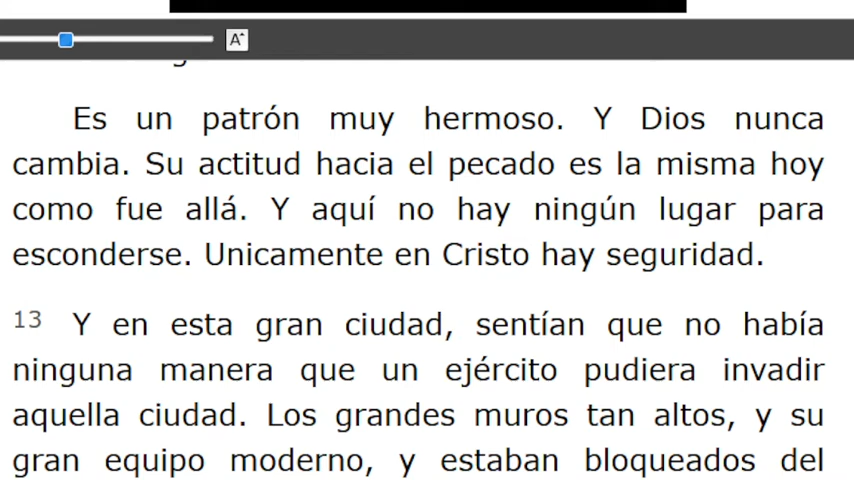 A
Es un patrón muy hermoso. Y Dios nunca
cambia. Su actitud hacia el pecado es la misma hoy
como fue allá. Y aquí no hay ningún lugar para
esconderse. Unicamente en Cristo hay seguridad.
13 Y en esta gran ciudad, sentían que no había
ninguna manera que un ejército pudiera invadir
aquella ciudad. Los grandes muros tan altos, y su
gran equipo moderno, y estaban bloqueados del